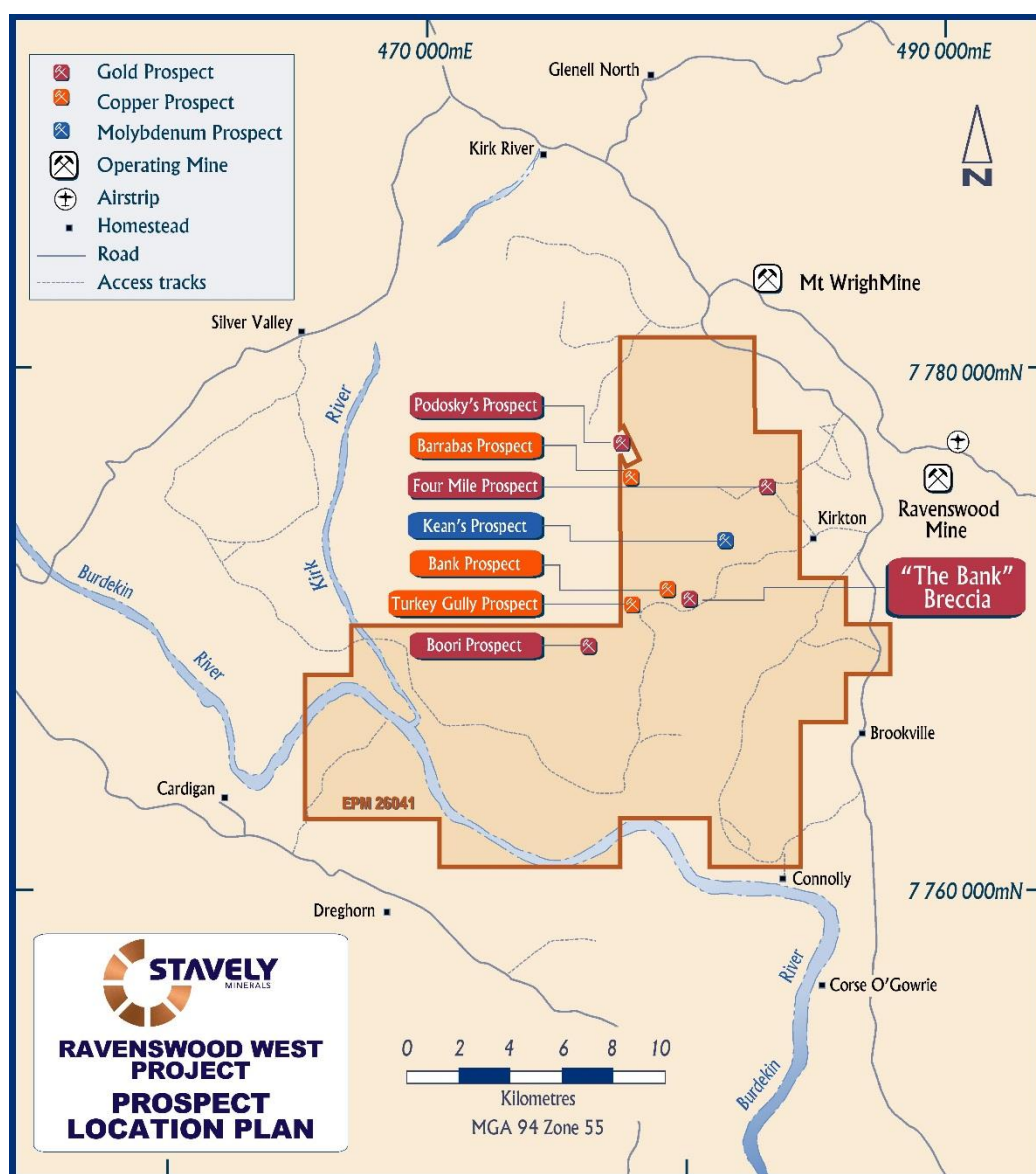 470 000mE
490 000mE
Gold Prospect
Copper Prospect
Molybdenum Prospect
Operating Mine
Airstrip
Homestead
Road
Access tracks
Glenell North
Kirk River
N
Mt WrighMine
Silver Valley
7 780 000mN
River
Kirk
Podosky's Prospect
Barrabas Prospect
Four Mile Prospect
Kean's Prospect
Bank Prospect
Turkey Gully Prospect
Boori Prospect
Ravenswood
Mine
Kirkton
"The Bank"
Breccia
Burdekin
River
Brookville
Cardigan
EPM 26041
Connolly
7 760 000mN
Dreghorn
River
Corse O'Gowrie
Burdekin
STAVELY
MINERALS
RAVENSWOOD WEST
PROJECT
PROSPECT
LOCATION PLAN
0 2 4 6 8 10
Kilometres
MGA 94 Zone 55